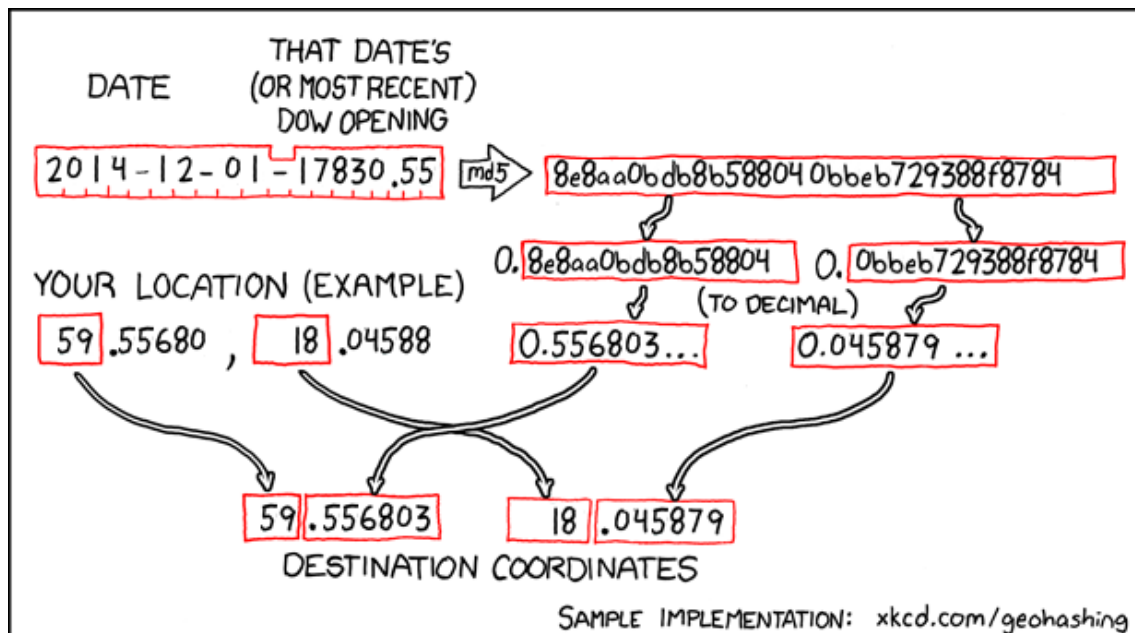 DATE
THAT DATE'S
(OR MOST RECENT)
DOW OPENING
2014-12-01-17830.55
md5
8e8aa0bdb8b588040bbeb729388f8784
0.8e8aa0bdb8b58804
0.0bbeb729388f8784
YOUR LOCATION (EXAMPLE)
(TO DECIMAL)
59.55680, 18.04588
0.556803...
0.045879...
59.556803
18.045879
DESTINATION COORDINATES
SAMPLE IMPLEMENTATION: xkcd.com/geohashing